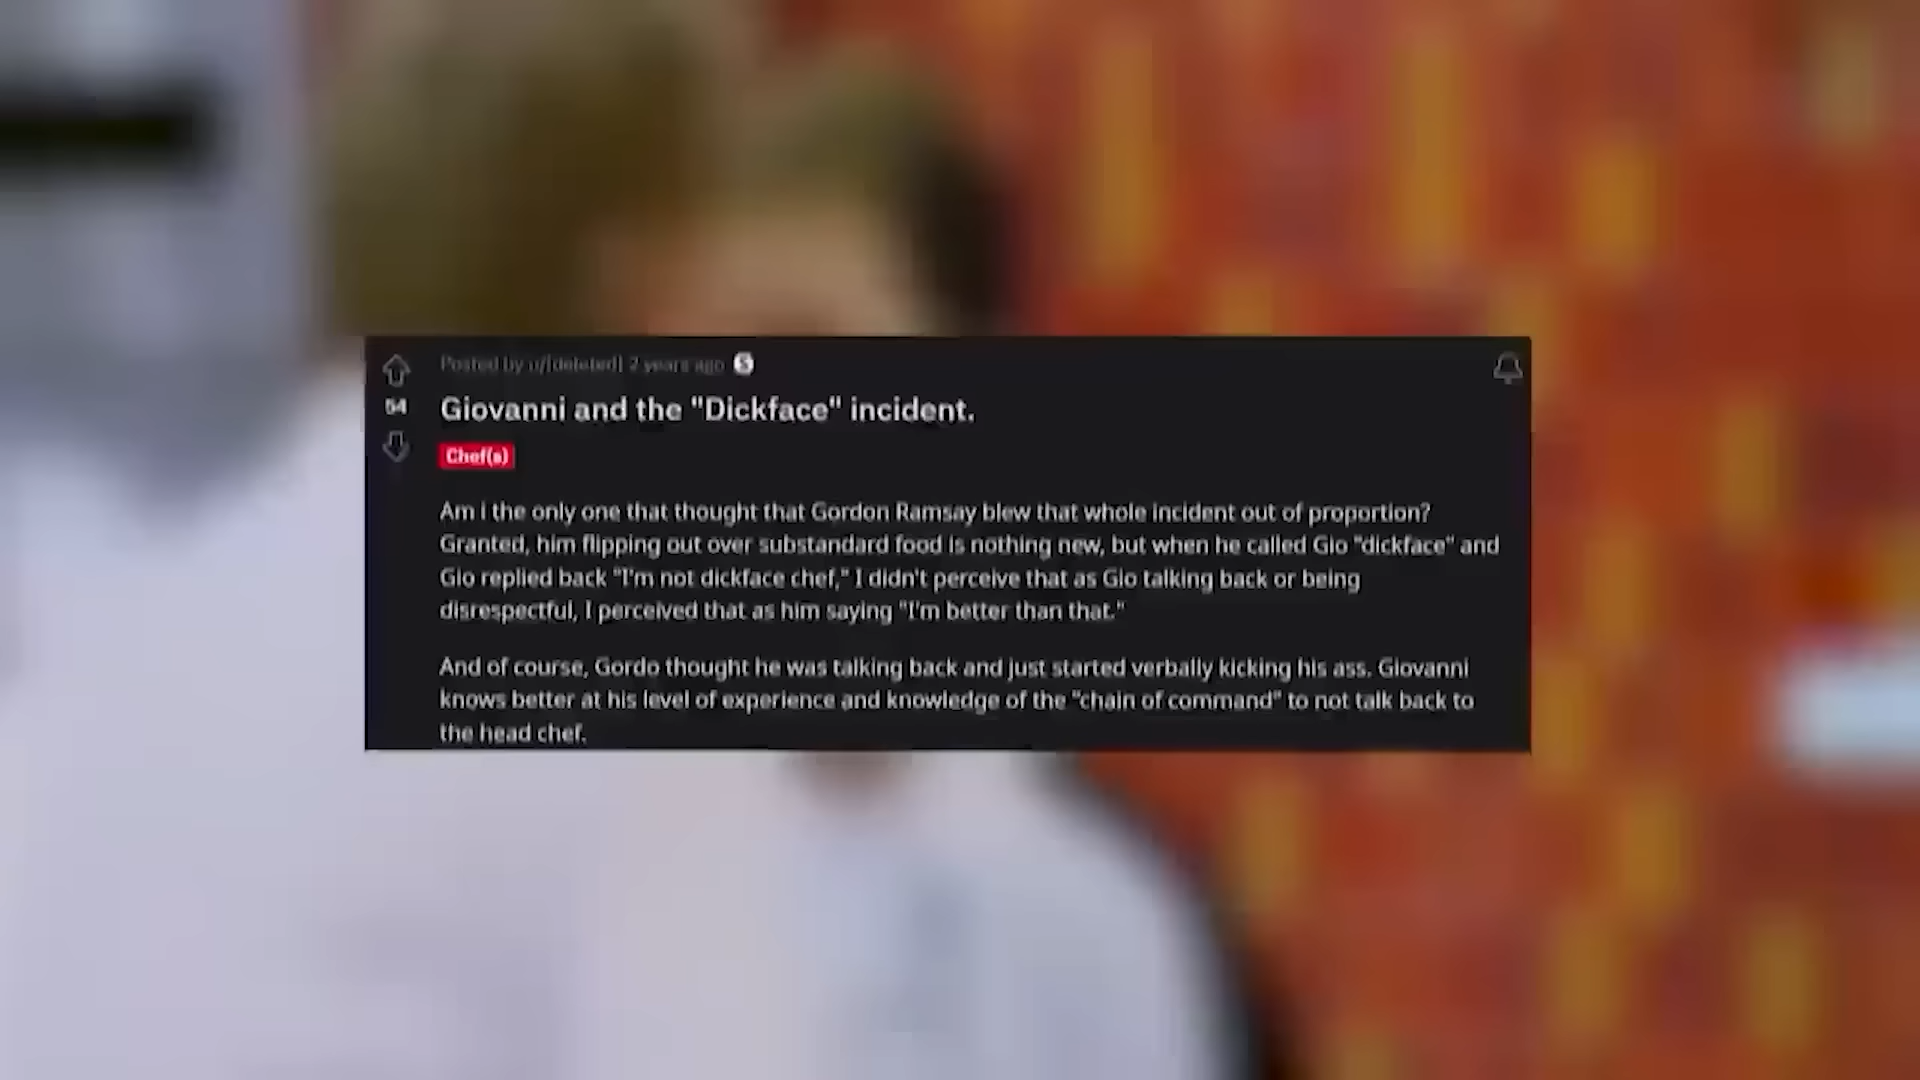 Posted by u/[deleted] 2 years ago S
54
Giovanni and the "Dickface" incident.
Chef(s)
Am I the only one that thought that Gordon Ramsay blew that whole incident out of proportion?
Granted, him flipping out over substandard food is nothing new, but when he called Gio "dickface" and
Gio replied back "I'm not dickface chef," I didn't perceive that as Gio talking back or being
disrespectful, I perceived that as him saying "I'm better than that."
And of course, Gordo thought he was talking back and just started verbally kicking his ass. Giovanni
knows better at his level of experience and knowledge of the "chain of command" to not talk back to
the head chef.